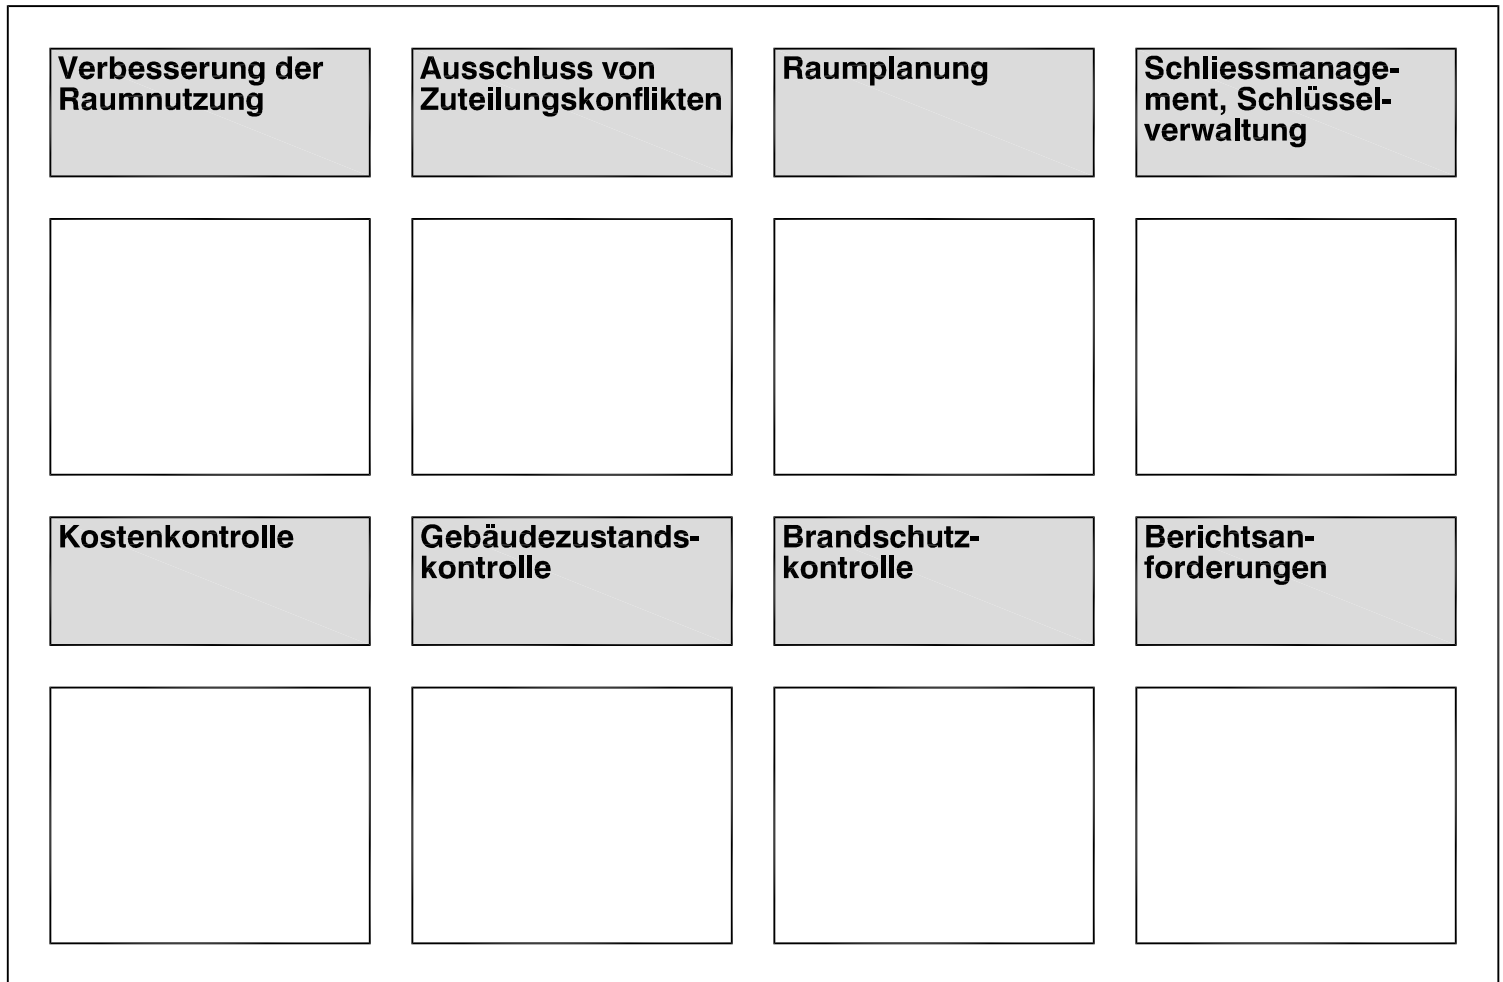 Verbesserung der
Raumnutzung
Ausschluss von
Zuteilungskonflikten
Raumplanung
Schliessmanage-
ment, Schlüssel-
verwaltung
Kostenkontrolle
Gebäudezustands-
kontrolle
Brandschutz-
kontrolle
Berichtsan-
forderungen